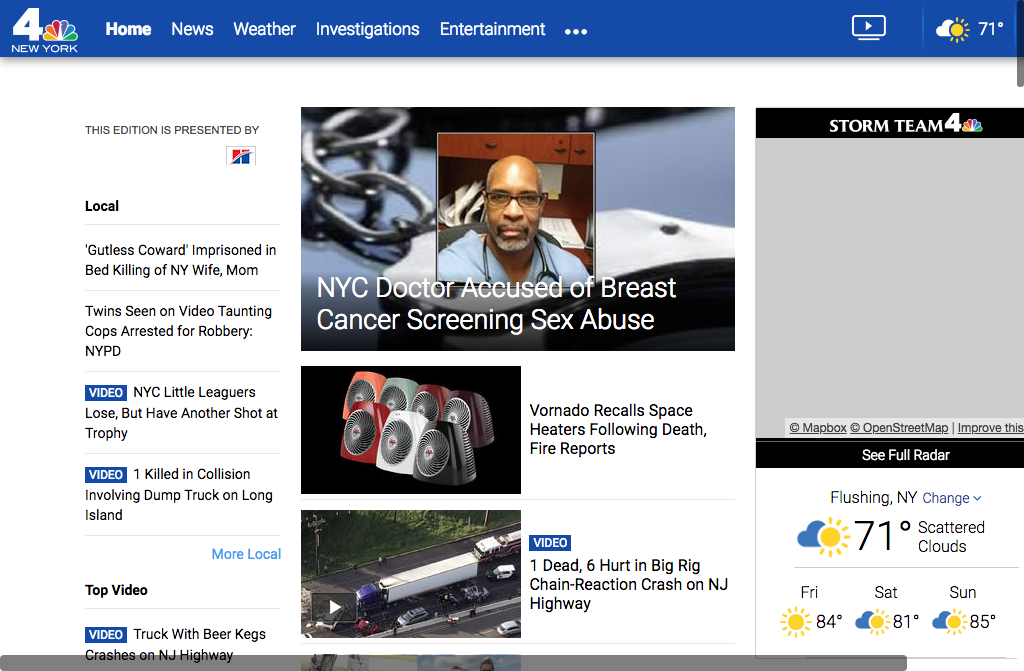 4
NEW YORK
Home
News
Weather
Investigations
Entertainment
71°
THIS EDITION IS PRESENTED BY
Local
'Gutless Coward' Imprisoned in
Bed Killing of NY Wife, Mom
Twins Seen on Video Taunting
Cops Arrested for Robbery:
NYPD
VIDEO NYC Little Leaguers
Lose, But Have Another Shot at
Trophy
VIDEO 1 Killed in Collision
Involving Dump Truck on Long
Island
More Local
Top Video
VIDEO Truck With Beer Kegs
Crashes on NJ Highway
NYC Doctor Accused of Breast
Cancer Screening Sex Abuse
Vornado Recalls Space
Heaters Following Death,
Fire Reports
VIDEO
1 Dead, 6 Hurt in Big Rig
Chain-Reaction Crash on NJ
Highway
STORM TEAM 4
© Mapbox © OpenStreetMap | Improve this
See Full Radar
Flushing, NY Change
71° Scattered
Clouds
Fri Sat Sun
84° 81° 85°